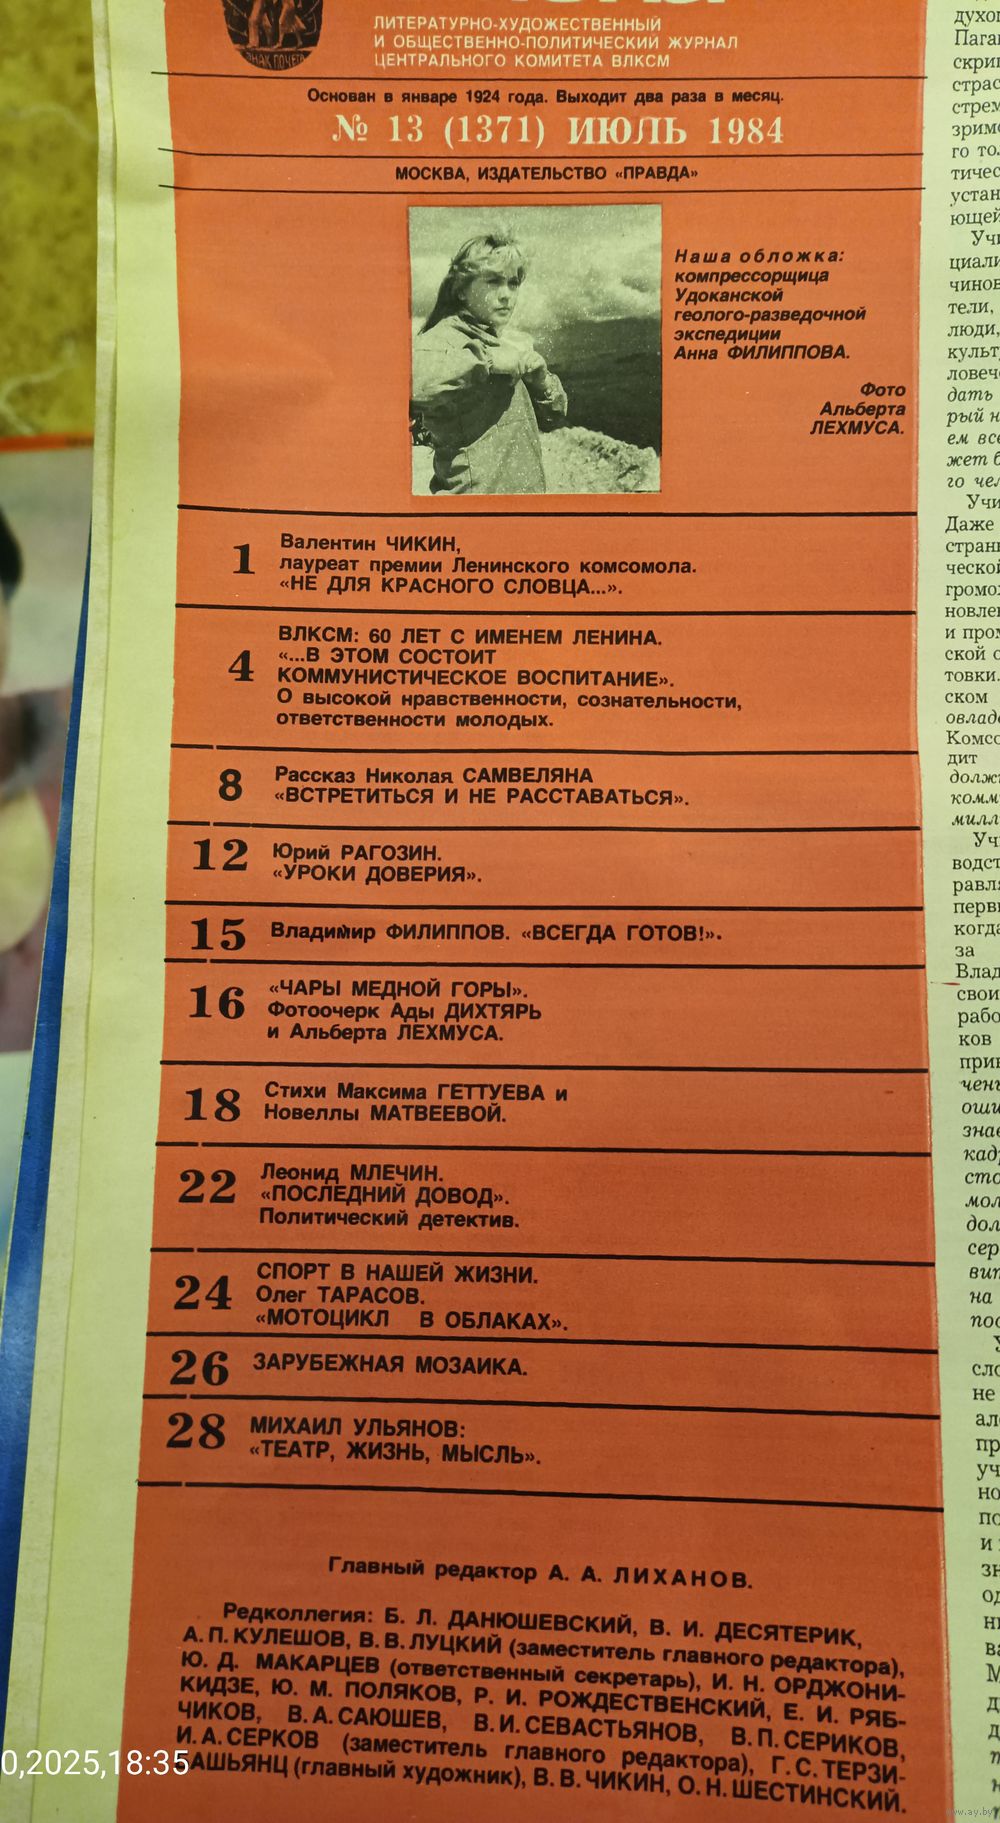 ЗНАК ПОЧЕТА
ЛИТЕРАТУРНО-ХУДОЖЕСТВЕННЫЙ
И ОБЩЕСТВЕННО-ПОЛИТИЧЕСКИЙ ЖУРНАЛ
ЦЕНТРАЛЬНОГО КОМИТЕТА ВЛКСМ
Основан в январе 1924 года. Выходит два раза в месяц.
№ 13 (1371) ИЮЛЬ 1984
МОСКВА, ИЗДАТЕЛЬСТВО «ПРАВДА»
Наша обложка:
компрессорщица
Удоканской
геолого-разведочной
экспедиции
Анна ФИЛИППОВА.
Фото
Альберта
ЛЕХМУСА.
1 Валентин ЧИКИН,
лауреат премии Ленинского комсомола.
«НЕ ДЛЯ КРАСНОГО СЛОВЦА...».
4 ВЛКСМ: 60 ЛЕТ С ИМЕНЕМ ЛЕНИНА.
«...В ЭТОМ СОСТОИТ
КОММУНИСТИЧЕСКОЕ ВОСПИТАНИЕ».
О высокой нравственности, сознательности,
ответственности молодых.
8 Рассказ Николая САМВЕЛЯНА
«ВСТРЕТИТЬСЯ И НЕ РАССТАВАТЬСЯ».
12 Юрий РАГОЗИН.
«УРОКИ ДОВЕРИЯ».
15 Владимир ФИЛИППОВ. «ВСЕГДА ГОТОВ!».
16 «ЧАРЫ МЕДНОЙ ГОРЫ».
Фотоочерк Ады ДИХТЯРЬ
и Альберта ЛЕХМУСА.
18 Стихи Максима ГЕТТУЕВА и
Новеллы МАТВЕЕВОЙ.
22 Леонид МЛЕЧИН.
«ПОСЛЕДНИЙ ДОВОД».
Политический детектив.
24 СПОРТ В НАШЕЙ ЖИЗНИ.
Олег ТАРАСОВ.
«МОТОЦИКЛ В ОБЛАКАХ».
26 ЗАРУБЕЖНАЯ МОЗАИКА.
28 МИХАИЛ УЛЬЯНОВ:
«ТЕАТР, ЖИЗНЬ, МЫСЛЬ».
Главный редактор А. А. ЛИХАНОВ.
Редколлегия: Б. Л. ДАНЮШЕВСКИЙ, В. И. ДЕСЯТЕРИК,
А. П. КУЛЕШОВ, В. В. ЛУЦКИЙ (заместитель главного редактора),
Ю. Д. МАКАРЦЕВ (ответственный секретарь), И. Н. ОРДЖОНИ-
КИДЗЕ, Ю. М. ПОЛЯКОВ, Р. И. РОЖДЕСТВЕНСКИЙ, Е. И. РЯБ-
ЧИКОВ, В. А. САЮШЕВ, В. И. СЕВАСТЬЯНОВ, В. П. СЕРИКОВ,
И. А. СЕРКОВ (заместитель главного редактора), Г. С. ТЕРЗИ-
БАШЬЯНЦ (главный художник), В. В. ЧИКИН, О. Н. ШЕСТИНСКИЙ.
0,2025,18:35
www.ay.by